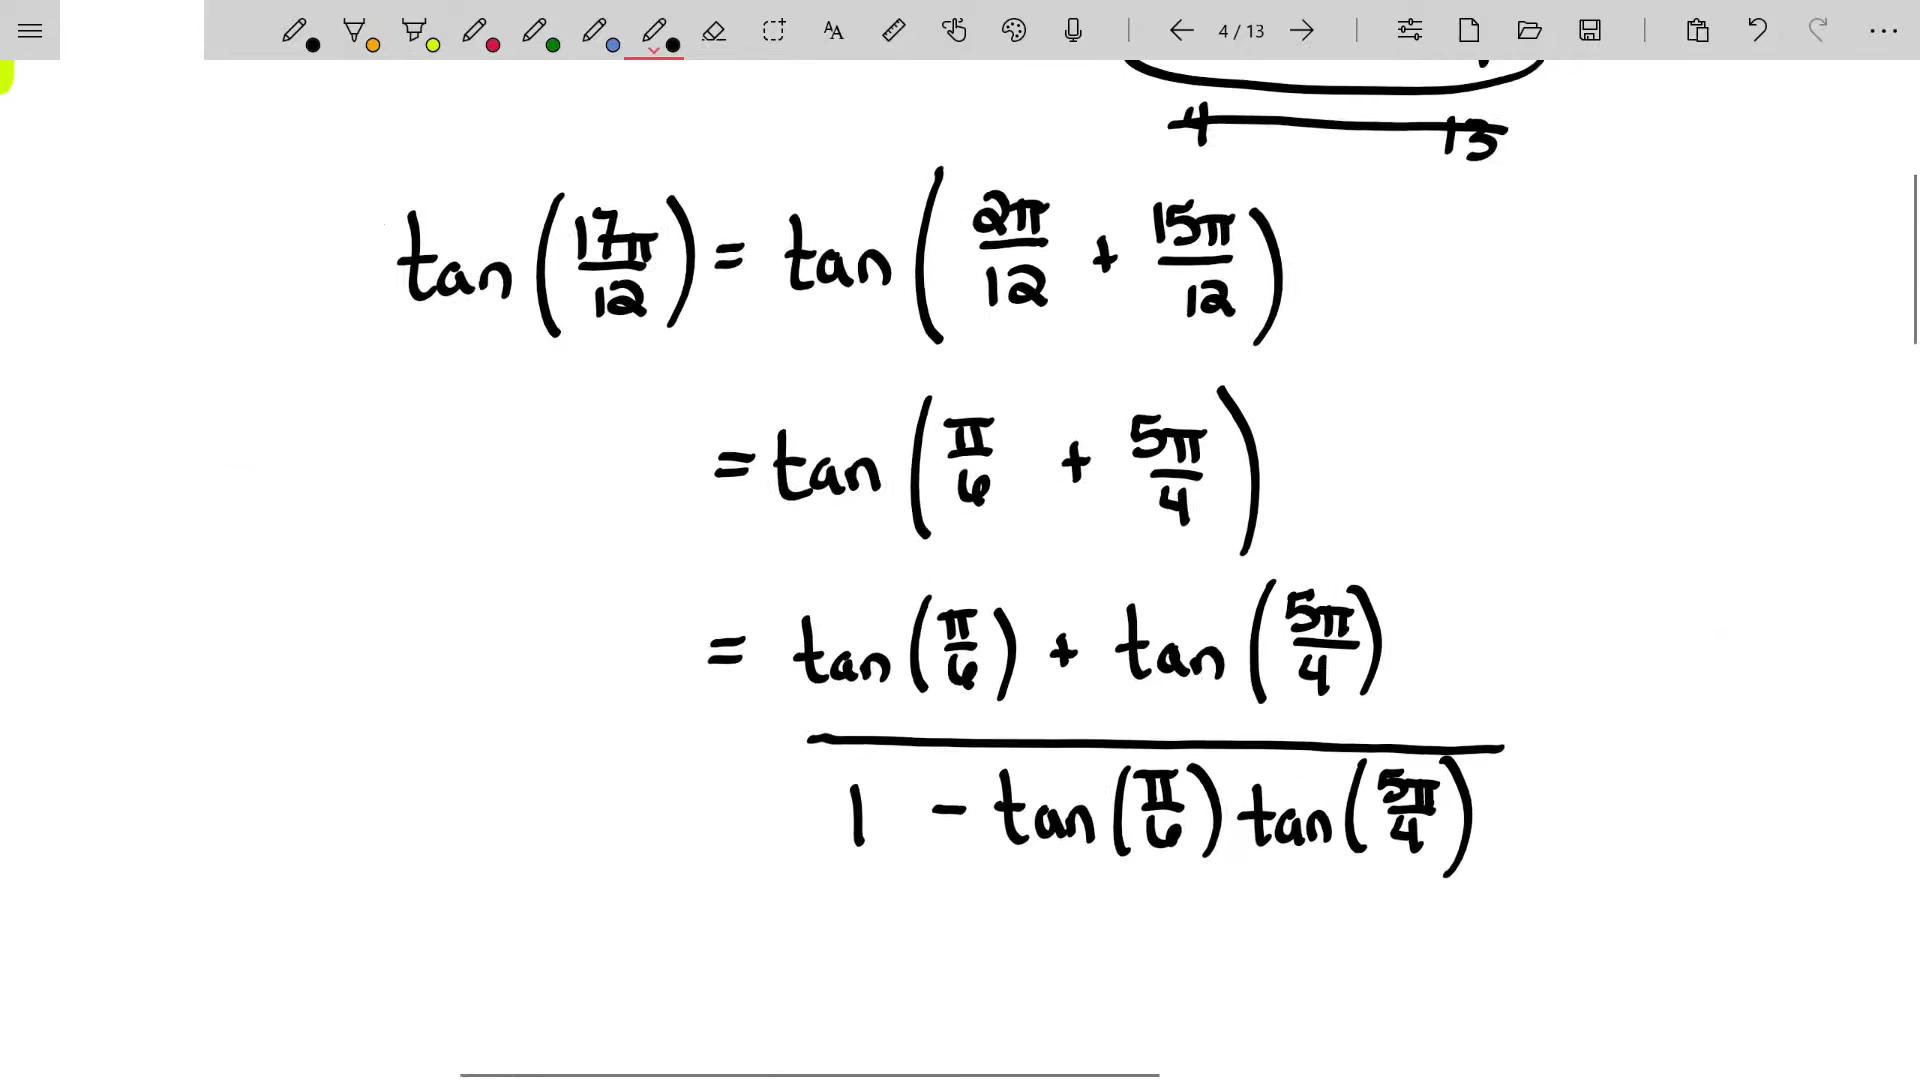 4 / 13
4 13
tan(17π/12) = tan(2π/12 + 15π/12)
= tan(π/6 + 5π/4)
= tan(π/6) + tan(5π/4)
1 - tan(π/6) tan(5π/4)